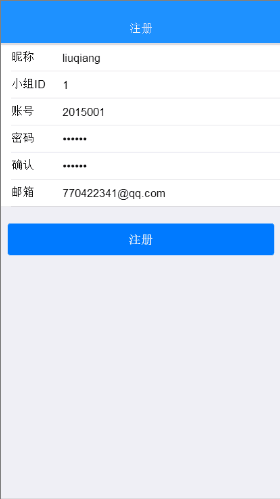 注册
昵称 liuqiang
小组ID 1
账号 2015001
密码 ••••••
确认 ••••••
邮箱 770422341@qq.com
注册